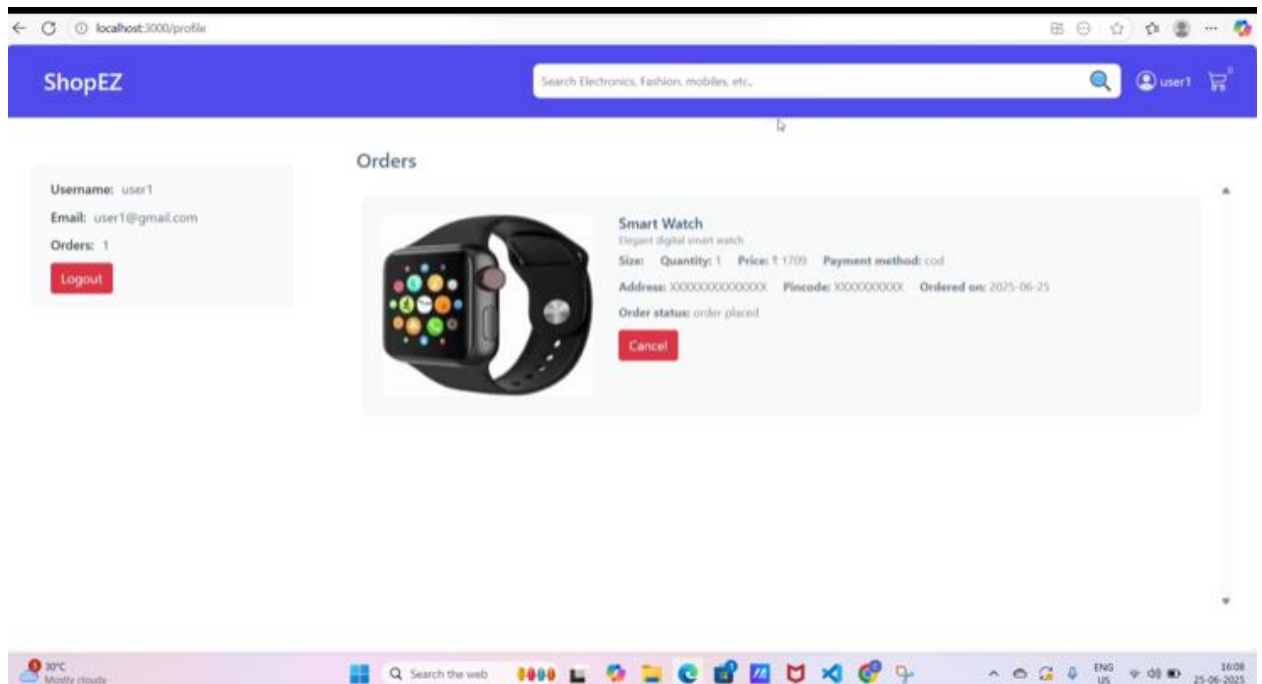 localhost:3000/profile
ShopEZ
Search Electronics, Fashion, mobiles, etc.,
user1
0
Orders
Username: user1
Email: user1@gmail.com
Orders: 1
Logout
Smart Watch
Elegant digital smart watch
Size: Quantity: 1 Price: ₹ 1709 Payment method: cod
Address: Pincode: Ordered on: 2025-06-25
Order status: order placed
Cancel
30°C
Mostly cloudy
Search the web
ENG
US
16:08
25-06-2025